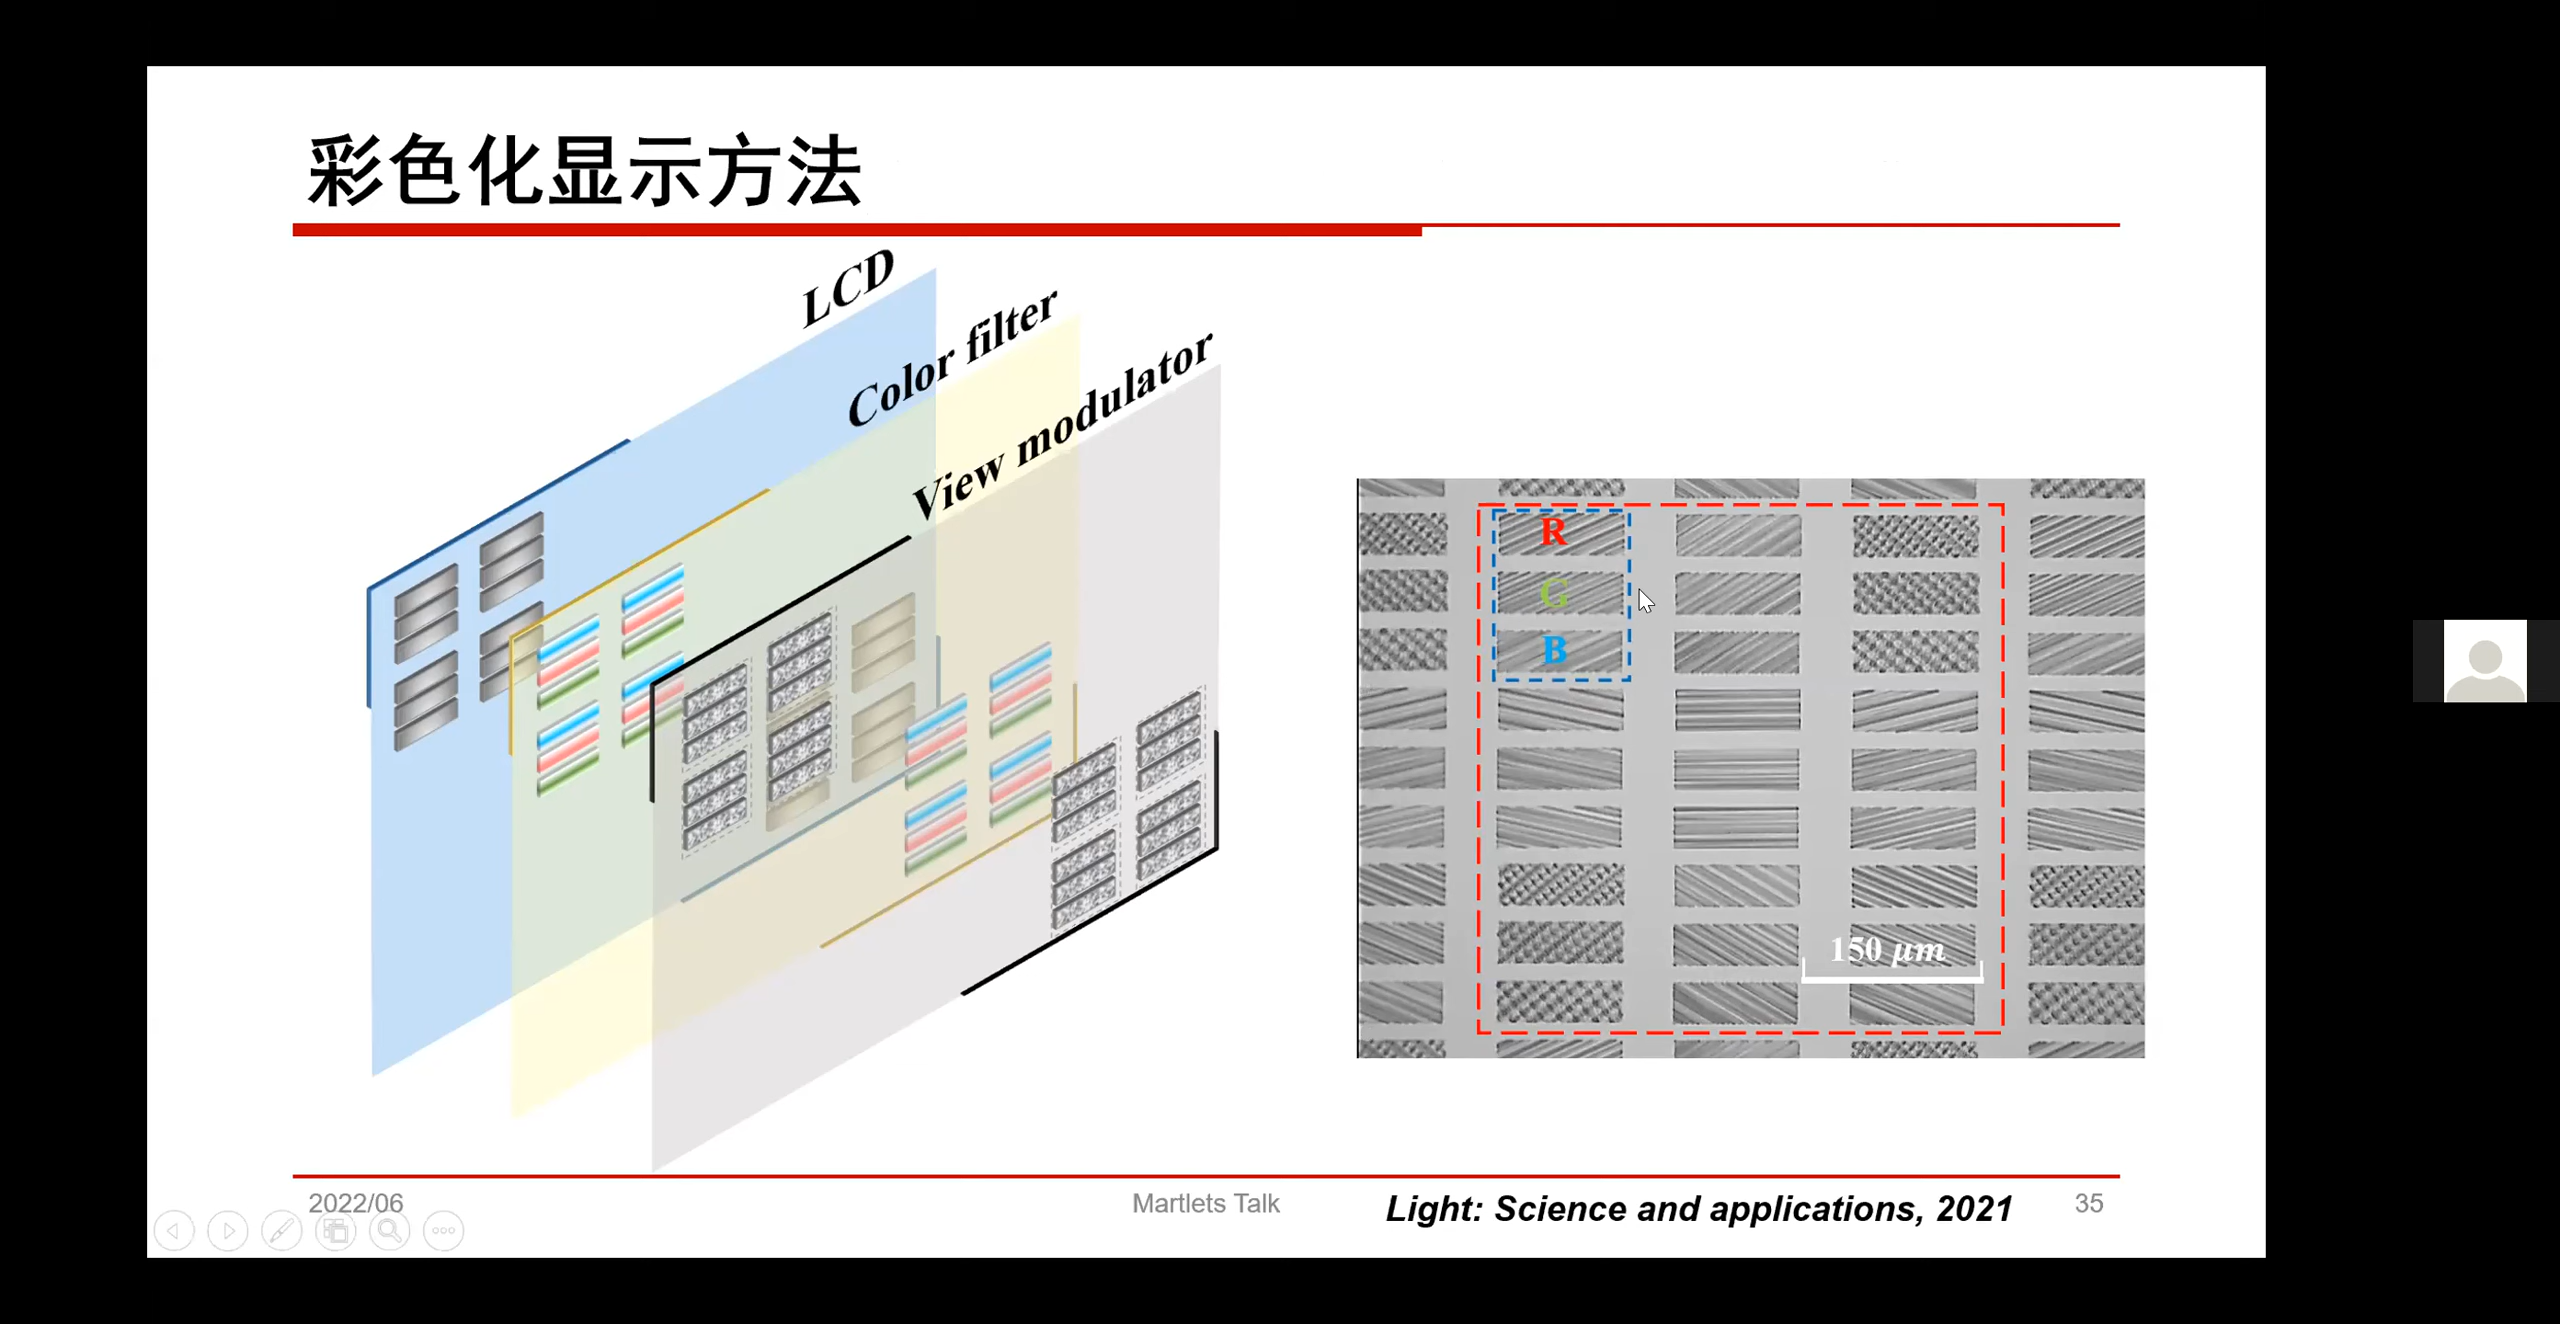 彩色化显示方法
LCD
Color filter
View modulator
R
G
B
150 μm
2022/06
Martlets Talk
Light: Science and applications, 2021
35